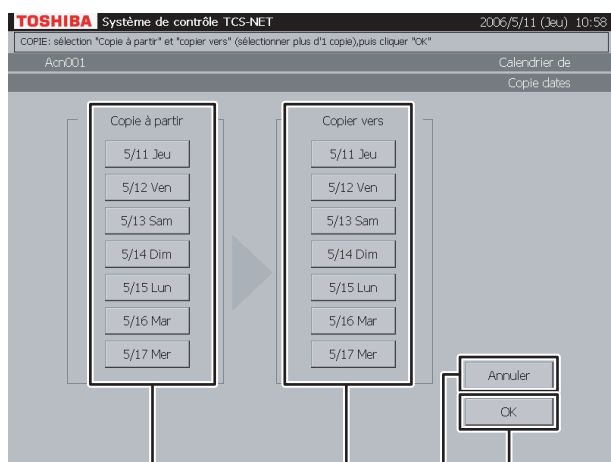 TOSHIBA Système de contrôle TCS-NET 2006/5/11 (Jeu) 10:58
COPIE: sélection "Copie à partir" et "copier vers" (sélectionner plus d'1 copie),puis cliquer "OK"
Acn001 Calendrier de
Copie dates
Copie à partir Copier vers
5/11 Jeu 5/11 Jeu
5/12 Ven 5/12 Ven
5/13 Sam 5/13 Sam
5/14 Dim 5/14 Dim
5/15 Lun 5/15 Lun
5/16 Mar 5/16 Mar
5/17 Mer 5/17 Mer
Annuler
OK